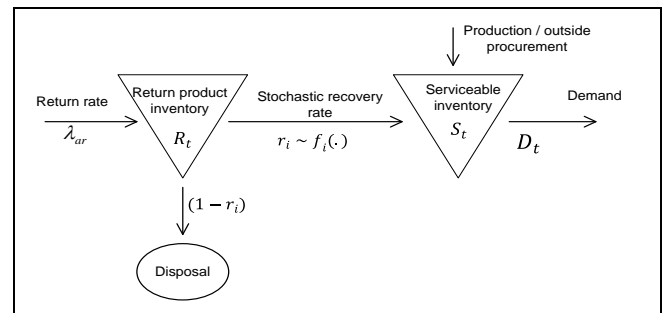 Production / outside
procurement
Return rate
λ_ar
Return product
inventory
R_t
Stochastic recovery
rate
r_i ~ f_i(.)
Serviceable
inventory
S_t
Demand
D_t
(1 − r_i)
Disposal